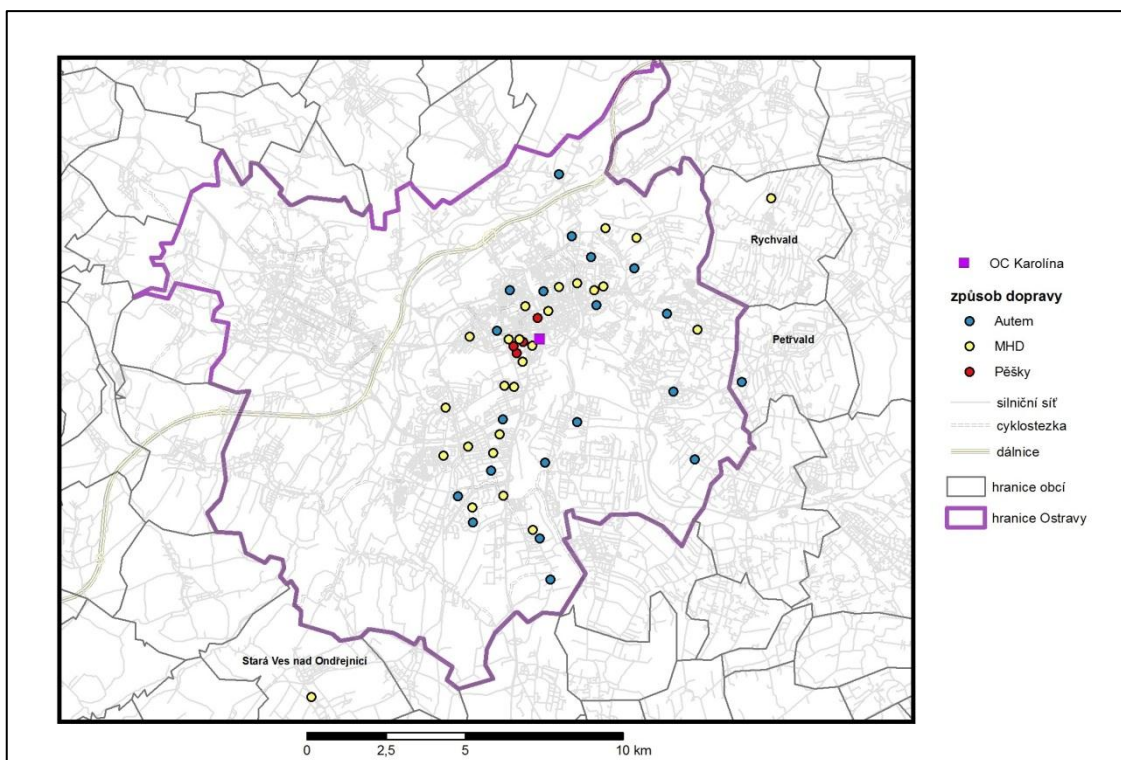 Rychvald
Petřvald
Stará Ves nad Ondřejnicí
OC Karolína
způsob dopravy
Autem
MHD
Pěšky
silniční síť
cyklostezka
dálnice
hranice obcí
hranice Ostravy
0 2,5 5 10 km